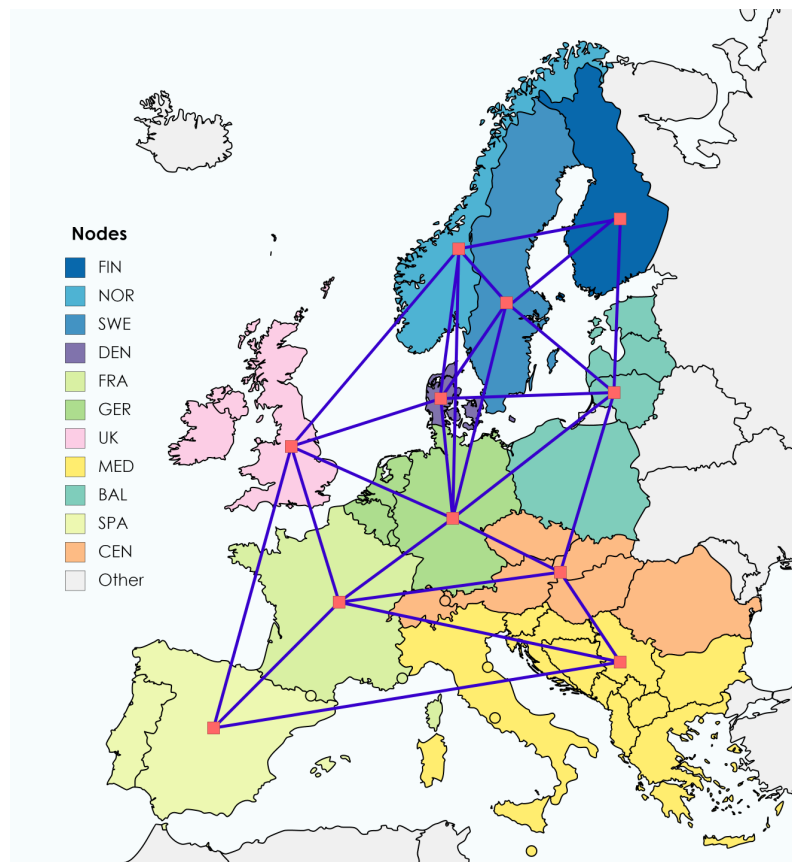 Nodes
FIN
NOR
SWE
DEN
FRA
GER
UK
MED
BAL
SPA
CEN
Other